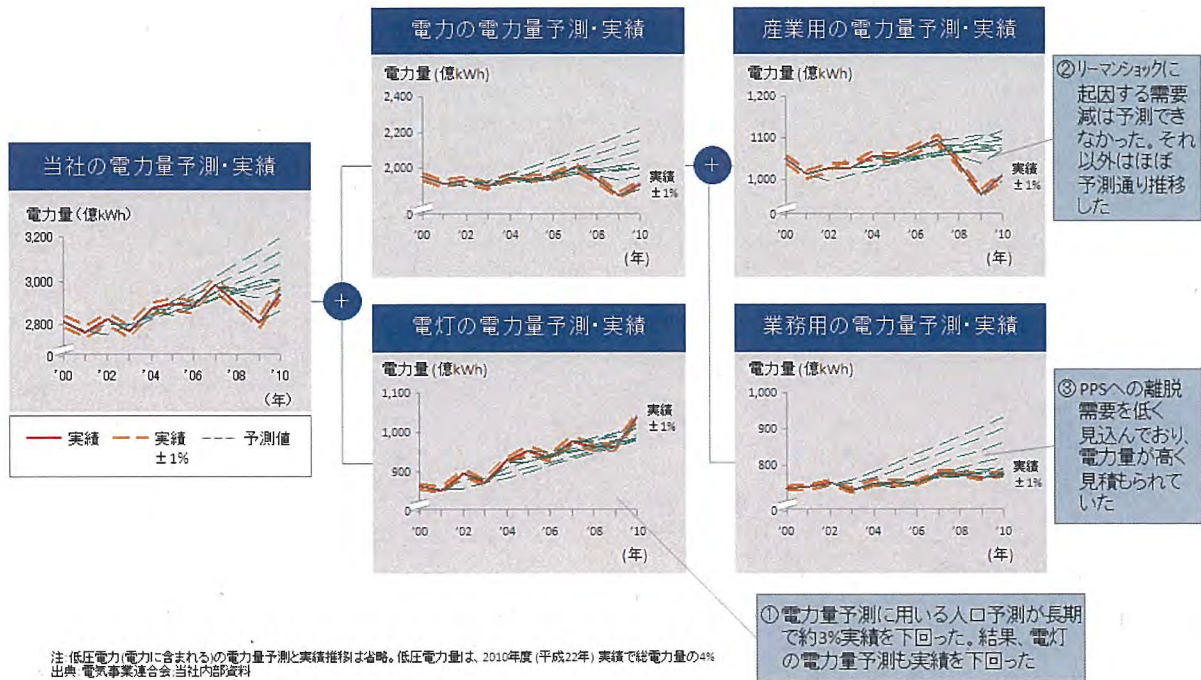 電力の電力量予測・実績
電力量(億kWh)
2,400
2,200
2,000
0
'00
'02
'04
'06
'08
'10
(年)
実績
±1%
産業用の電力量予測・実績
電力量(億kWh)
1,200
1100
1,000
0
'00
'02
'04
'06
'08
'10
(年)
実績
±1%
②リーマンショックに
起因する需要
減は予測でき
なかった。それ
以外はほぼ
予測通り推移
した
当社の電力量予測・実績
電力量(億kWh)
3,200
3,000
2,800
0
'00
'02
'04
'06
'08
'10
(年)
実績
実績
±1%
予測値
+
+
電灯の電力量予測・実績
電力量(億kWh)
1,100
1,000
900
0
'00
'02
'04
'06
'08
'10
(年)
実績
±1%
業務用の電力量予測・実績
電力量(億kWh)
1,000
900
800
0
'00
'02
'04
'06
'08
'10
(年)
実績
±1%
③PPSへの離脱
需要を低く
見込んでおり、
電力量が高く
見積もられて
いた
①電力量予測に用いる人口予測が長期
で約3%実績を下回った。結果、電灯
の電力量予測も実績を下回った
注:低圧電力(電力に含まれる)の電力量予測と実績推移は省略。低圧電力量は、2010年度(平成22年)実績で総電力量の4%
出典:電気事業連合会,当社内部資料